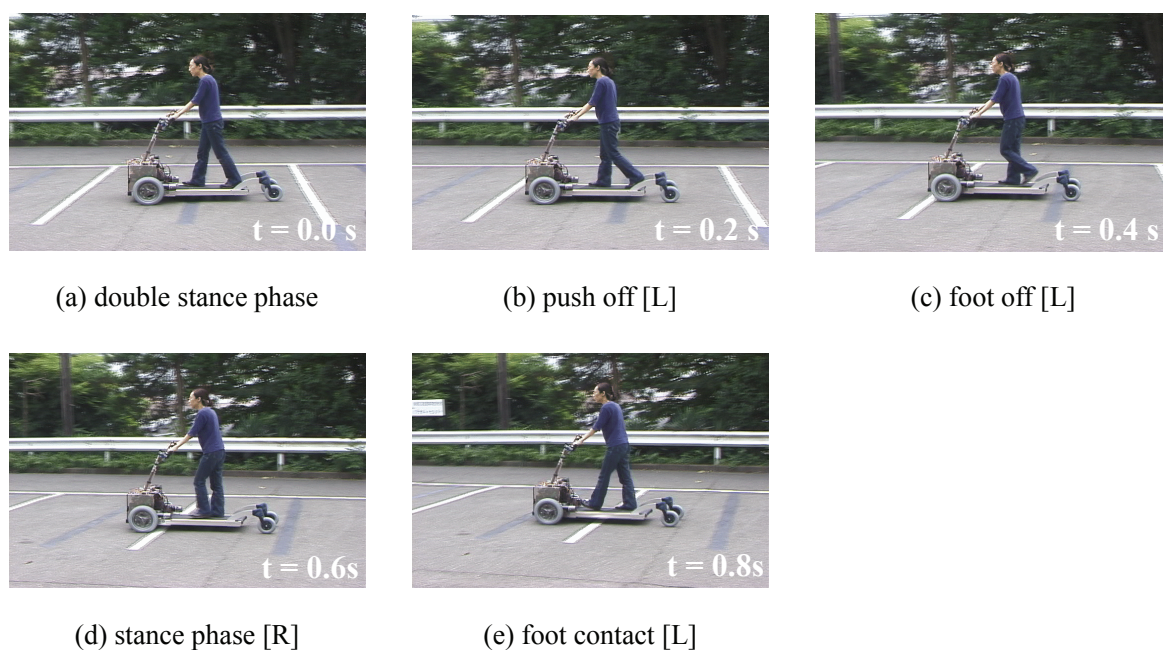 t = 0.0 s
t = 0.2 s
t = 0.4 s
(a) double stance phase
(b) push off [L]
(c) foot off [L]
t = 0.6s
t = 0.8s
(d) stance phase [R]
(e) foot contact [L]